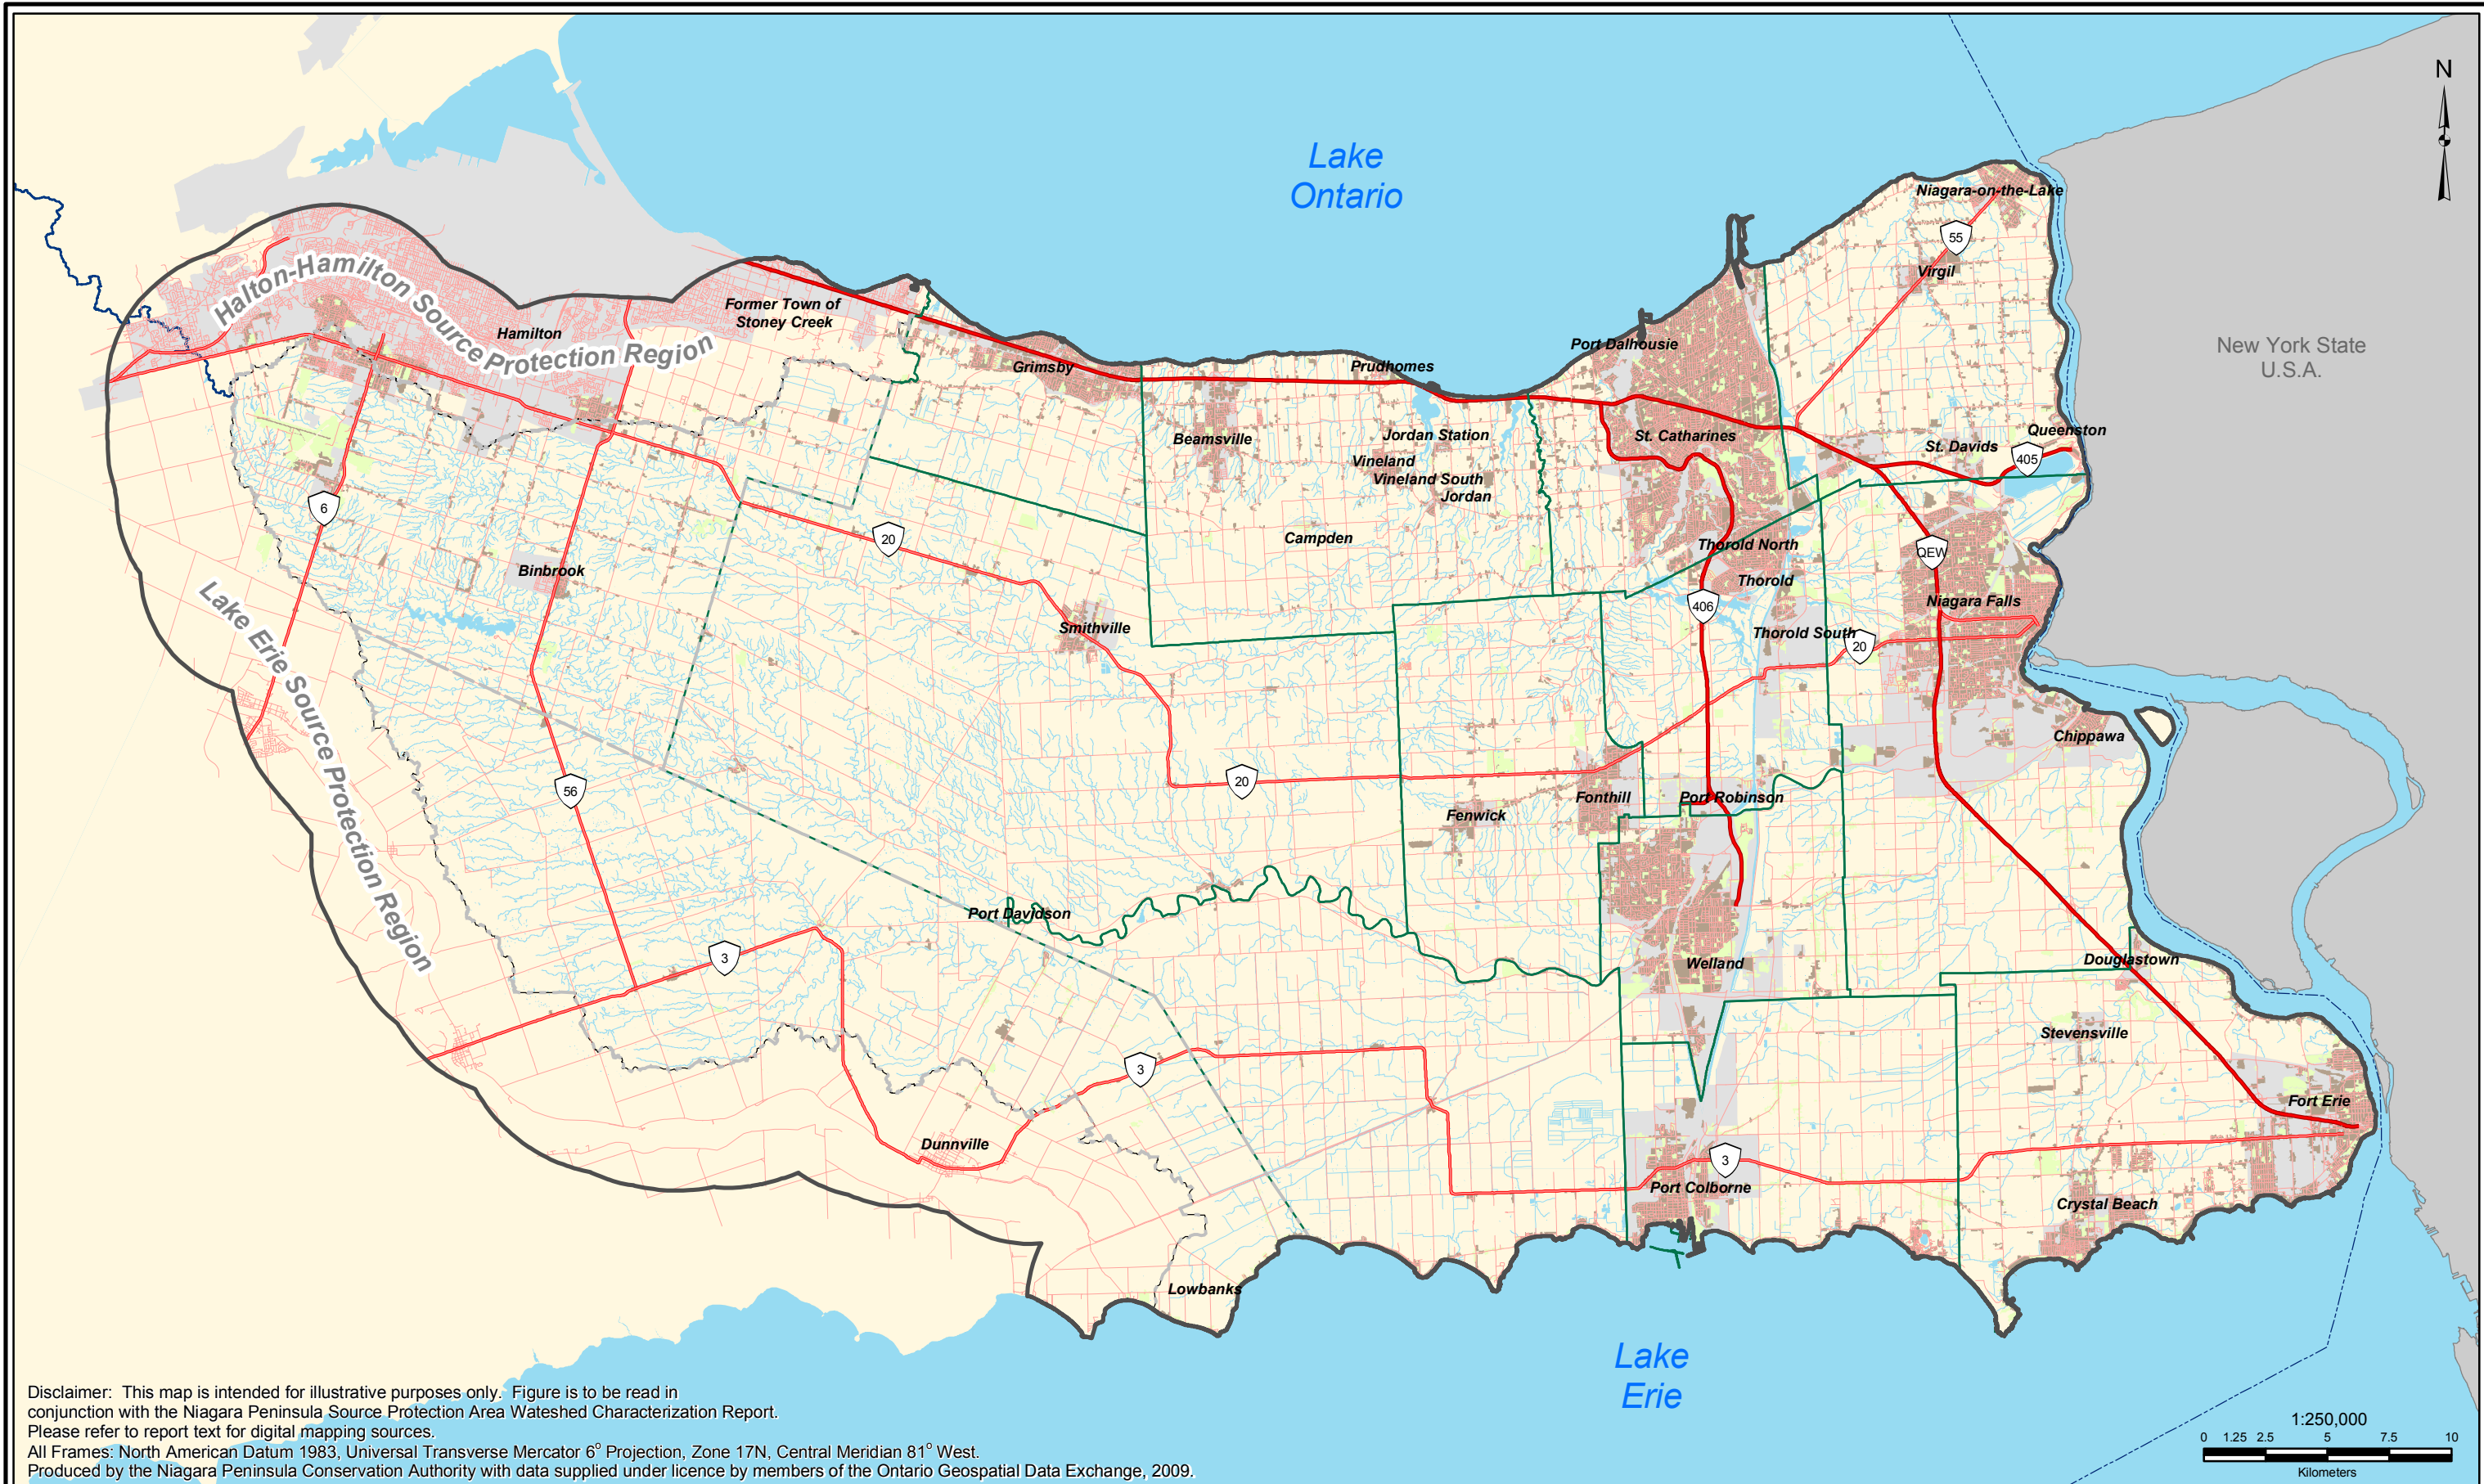 N
Lake
Ontario
Niagara-on-the-Lake
55
Virgil
New York State
U.S.A.
Halton-Hamilton Source Protection Region
Hamilton
Former Town of
Stoney Creek
Grimsby
Prudhomes
Port Dalhousie
Beamsville
Jordan Station
St. Catharines
St. Davids
Queenston
405
Vineland
Vineland South
Jordan
6
20
Campden
Thorold North
QEW
Binbrook
Thorold
406
Niagara Falls
Smithville
Thorold South
20
Lake Erie Source Protection Region
Chippawa
56
20
Fonthill
Port Robinson
Fenwick
Port Davidson
3
Welland
Douglastown
Stevensville
3
Fort Erie
Dunnville
3
Port Colborne
Crystal Beach
Lowbanks
Lake
Erie
Disclaimer: This map is intended for illustrative purposes only. Figure is to be read in
conjunction with the Niagara Peninsula Source Protection Area Wateshed Characterization Report.
Please refer to report text for digital mapping sources.
All Frames: North American Datum 1983, Universal Transverse Mercator 6° Projection, Zone 17N, Central Meridian 81° West.
Produced by the Niagara Peninsula Conservation Authority with data supplied under licence by members of the Ontario Geospatial Data Exchange, 2009.
1:250,000
0 1.25 2.5 5 7.5 10
Kilometers